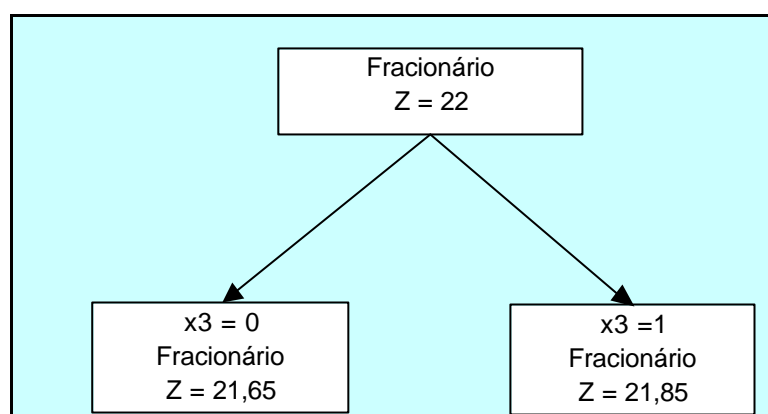 Fracionário
Z = 22
x3 = 0
Fracionário
Z = 21,65
x3 =1
Fracionário
Z = 21,85